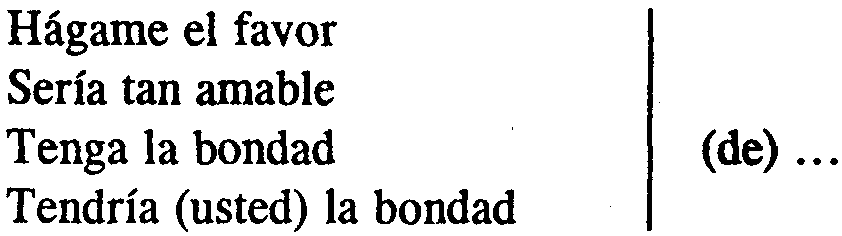 Hágame el favor
Sería tan amable
Tenga la bondad (de) ...
Tendría (usted) la bondad